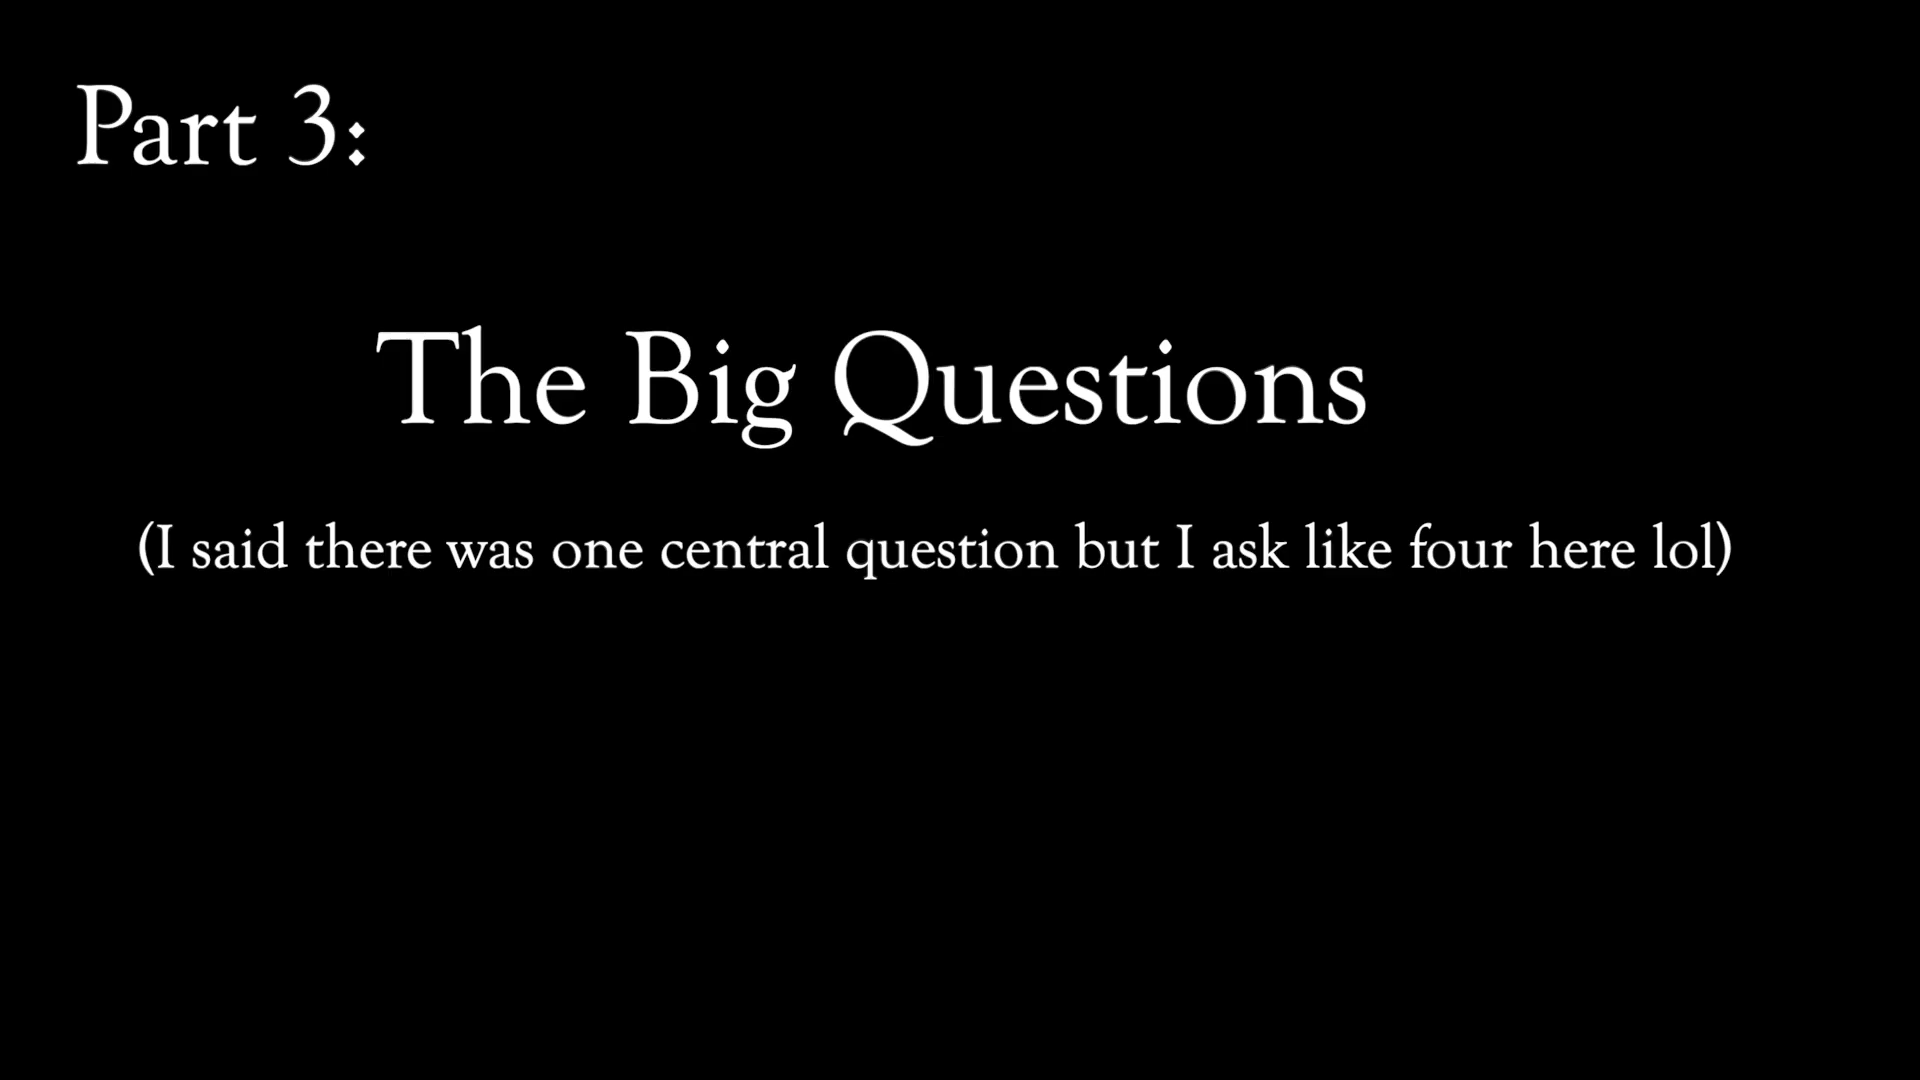 Part 3:
The Big Questions
(I said there was one central question but I ask like four here lol)